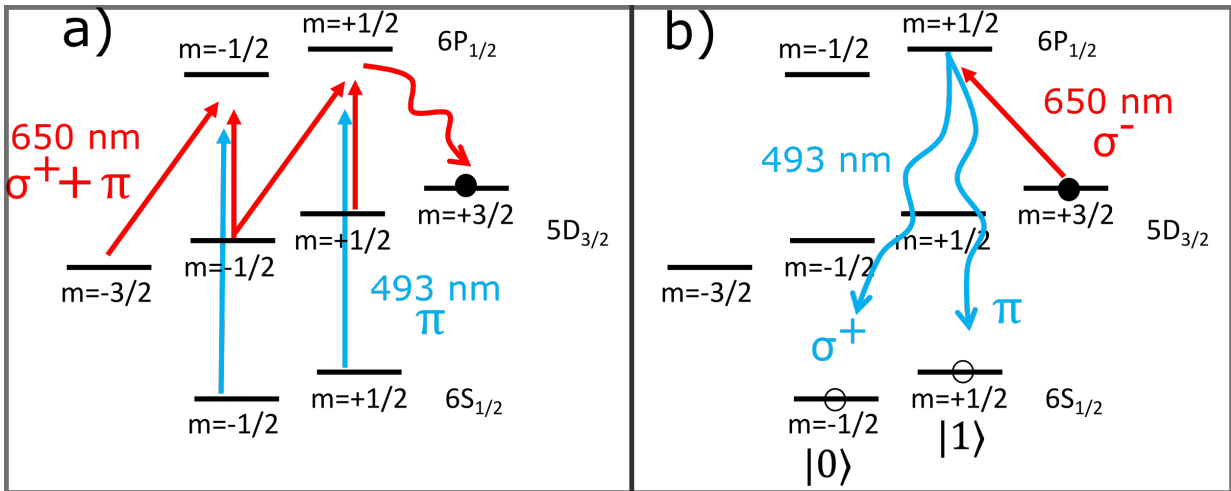 a)
m=-1/2
m=+1/2
6P1/2
650 nm
σ+ + π
m=+3/2
5D3/2
m=+1/2
m=-1/2
m=-3/2
493 nm
π
m=+1/2
6S1/2
m=-1/2
b)
m=-1/2
m=+1/2
6P1/2
650 nm
σ-
493 nm
m=+3/2
5D3/2
m=+1/2
m=-1/2
m=-3/2
σ+
π
m=+1/2
6S1/2
m=-1/2
|1⟩
|0⟩